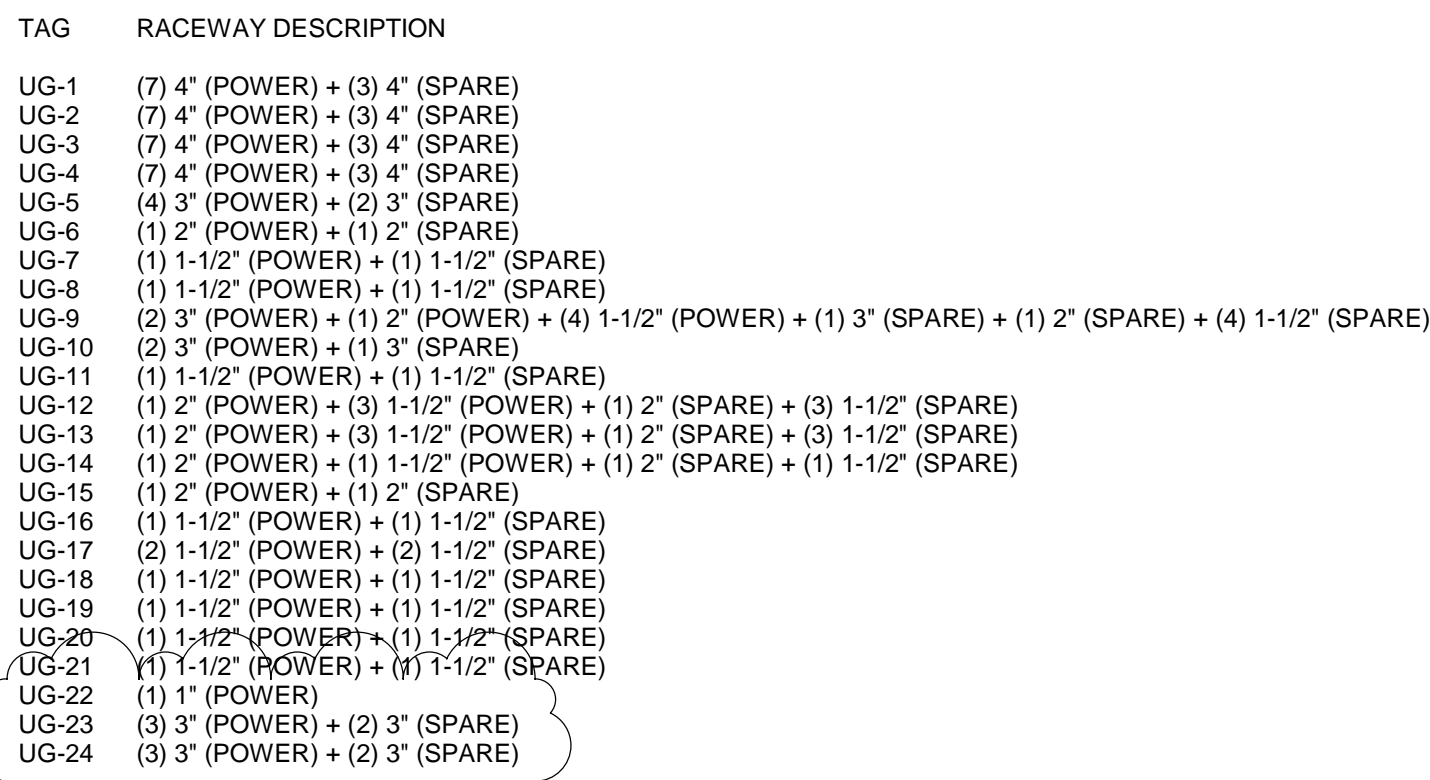 TAG RACEWAY DESCRIPTION
UG-1 (7) 4" (POWER) + (3) 4" (SPARE)
UG-2 (7) 4" (POWER) + (3) 4" (SPARE)
UG-3 (7) 4" (POWER) + (3) 4" (SPARE)
UG-4 (7) 4" (POWER) + (3) 4" (SPARE)
UG-5 (4) 3" (POWER) + (2) 3" (SPARE)
UG-6 (1) 2" (POWER) + (1) 2" (SPARE)
UG-7 (1) 1-1/2" (POWER) + (1) 1-1/2" (SPARE)
UG-8 (1) 1-1/2" (POWER) + (1) 1-1/2" (SPARE)
UG-9 (2) 3" (POWER) + (1) 2" (POWER) + (4) 1-1/2" (POWER) + (1) 3" (SPARE) + (1) 2" (SPARE) + (4) 1-1/2" (SPARE)
UG-10 (2) 3" (POWER) + (1) 3" (SPARE)
UG-11 (1) 1-1/2" (POWER) + (1) 1-1/2" (SPARE)
UG-12 (1) 2" (POWER) + (3) 1-1/2" (POWER) + (1) 2" (SPARE) + (3) 1-1/2" (SPARE)
UG-13 (1) 2" (POWER) + (3) 1-1/2" (POWER) + (1) 2" (SPARE) + (3) 1-1/2" (SPARE)
UG-14 (1) 2" (POWER) + (1) 1-1/2" (POWER) + (1) 2" (SPARE) + (1) 1-1/2" (SPARE)
UG-15 (1) 2" (POWER) + (1) 2" (SPARE)
UG-16 (1) 1-1/2" (POWER) + (1) 1-1/2" (SPARE)
UG-17 (2) 1-1/2" (POWER) + (2) 1-1/2" (SPARE)
UG-18 (1) 1-1/2" (POWER) + (1) 1-1/2" (SPARE)
UG-19 (1) 1-1/2" (POWER) + (1) 1-1/2" (SPARE)
UG-20 (1) 1-1/2" (POWER) + (1) 1-1/2" (SPARE)
UG-21 (1) 1-1/2" (POWER) + (1) 1-1/2" (SPARE)
UG-22 (1) 1" (POWER)
UG-23 (3) 3" (POWER) + (2) 3" (SPARE)
UG-24 (3) 3" (POWER) + (2) 3" (SPARE)